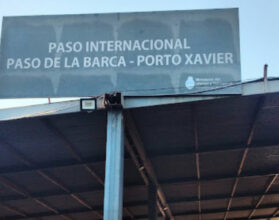 PASO INTERNACIONAL
PASO DE LA BARCA - PORTO XAVIER